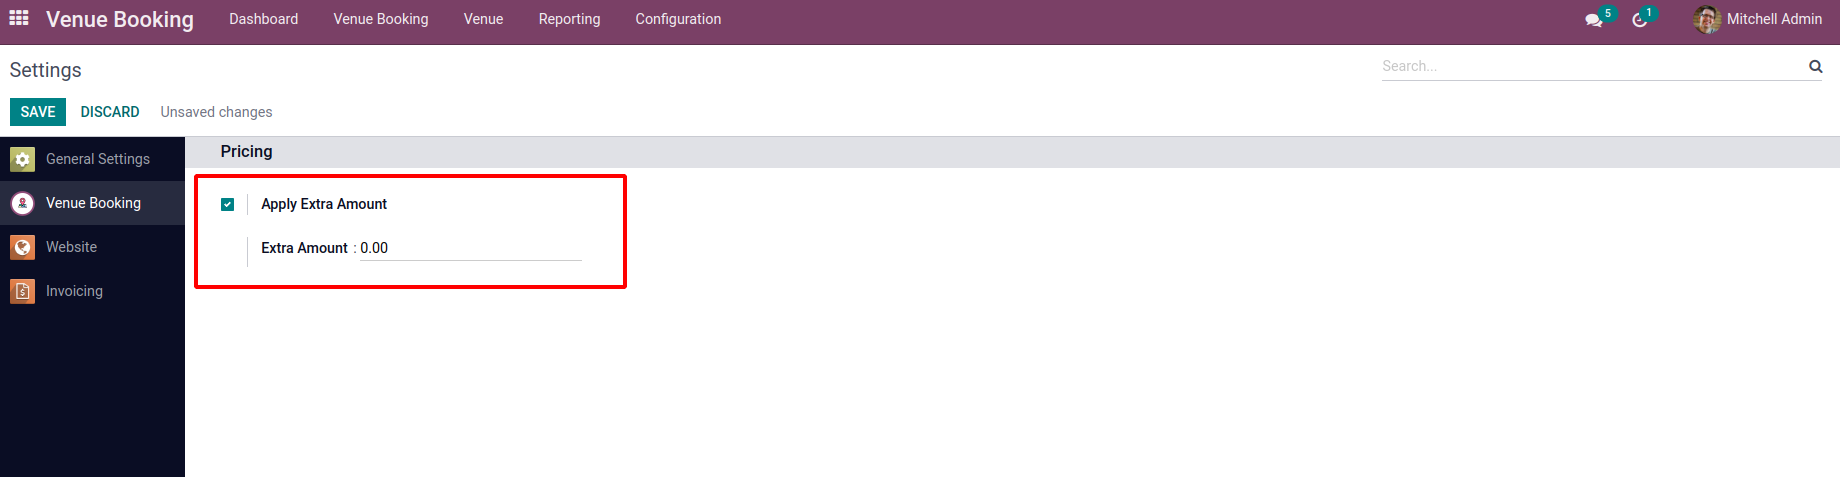 Venue Booking Dashboard Venue Booking Venue Reporting Configuration 5 1 Mitchell Admin
Settings Search...
SAVE DISCARD Unsaved changes
General Settings
Venue Booking
Website
Invoicing
Pricing
Apply Extra Amount
Extra Amount : 0.00